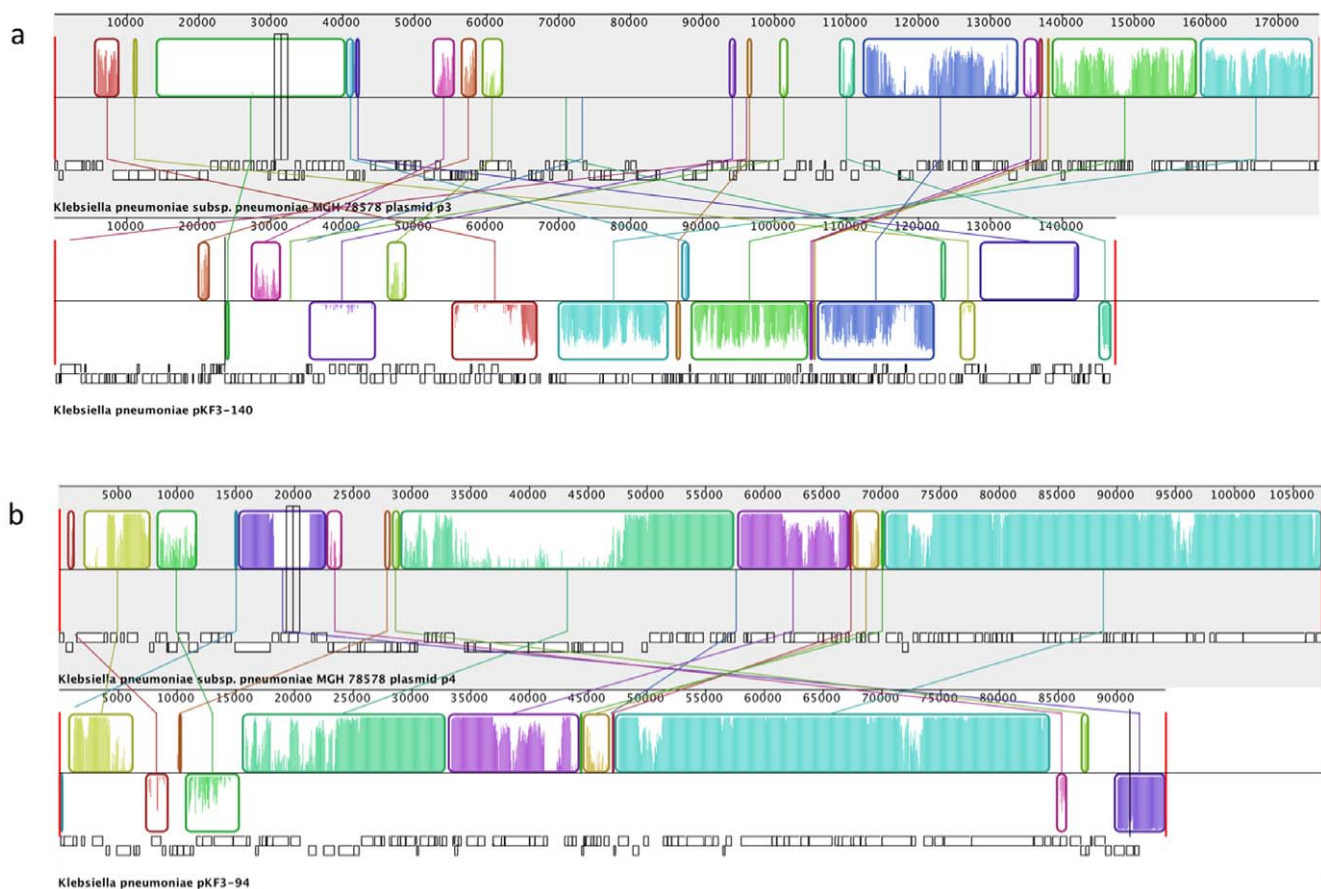 a
10000 20000 30000 40000 50000 60000 70000 80000 90000 100000 110000 120000 130000 140000 150000 160000 170000
Klebsiella pneumoniae subsp. pneumoniae MGH 78578 plasmid p3
10000 20000 30000 40000 50000 60000 70000 80000 90000 100000 110000 120000 130000 140000
Klebsiella pneumoniae pKF3-140
b
5000 10000 15000 20000 25000 30000 35000 40000 45000 50000 55000 60000 65000 70000 75000 80000 85000 90000 95000 100000 105000
Klebsiella pneumoniae subsp. pneumoniae MGH 78578 plasmid p4
5000 10000 15000 20000 25000 30000 35000 40000 45000 50000 55000 60000 65000 70000 75000 80000 85000 90000
Klebsiella pneumoniae pKF3-94